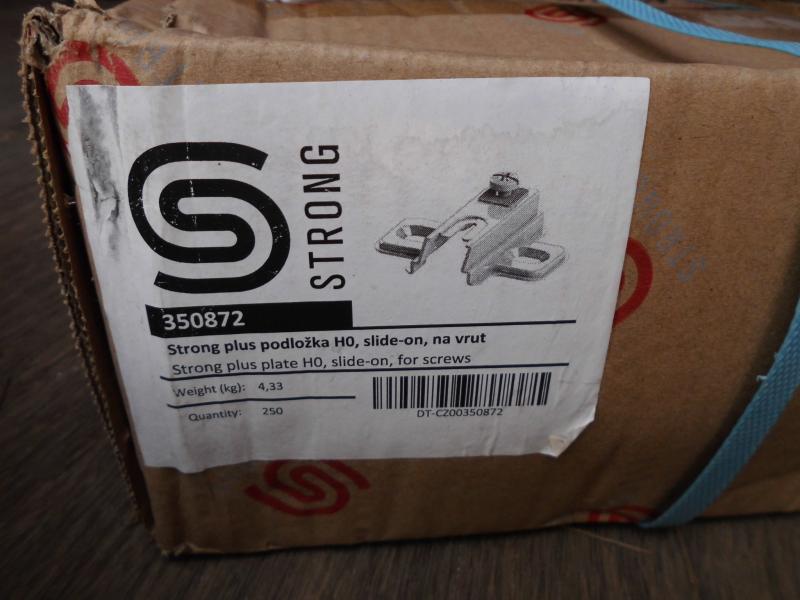 STRONG
350872
Strong plus podložka H0, slide-on, na vrut
Strong plus plate H0, slide-on, for screws
Weight (kg): 4,33
Quantity: 250
DT-CZ00350872